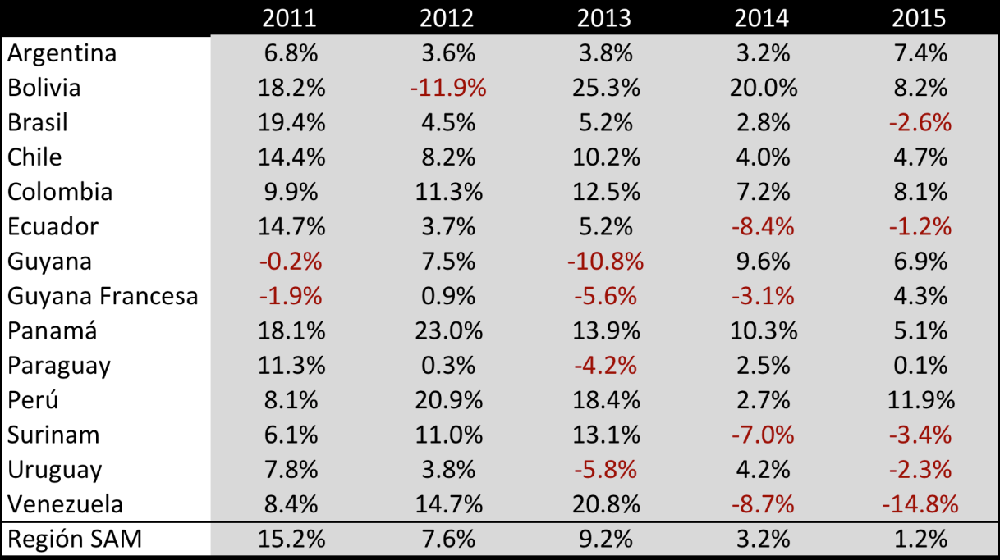 2011 2012 2013 2014 2015
Argentina 6.8% 3.6% 3.8% 3.2% 7.4%
Bolivia 18.2% -11.9% 25.3% 20.0% 8.2%
Brasil 19.4% 4.5% 5.2% 2.8% -2.6%
Chile 14.4% 8.2% 10.2% 4.0% 4.7%
Colombia 9.9% 11.3% 12.5% 7.2% 8.1%
Ecuador 14.7% 3.7% 5.2% -8.4% -1.2%
Guyana -0.2% 7.5% -10.8% 9.6% 6.9%
Guyana Francesa -1.9% 0.9% -5.6% -3.1% 4.3%
Panamá 18.1% 23.0% 13.9% 10.3% 5.1%
Paraguay 11.3% 0.3% -4.2% 2.5% 0.1%
Perú 8.1% 20.9% 18.4% 2.7% 11.9%
Surinam 6.1% 11.0% 13.1% -7.0% -3.4%
Uruguay 7.8% 3.8% -5.8% 4.2% -2.3%
Venezuela 8.4% 14.7% 20.8% -8.7% -14.8%
Región SAM 15.2% 7.6% 9.2% 3.2% 1.2%